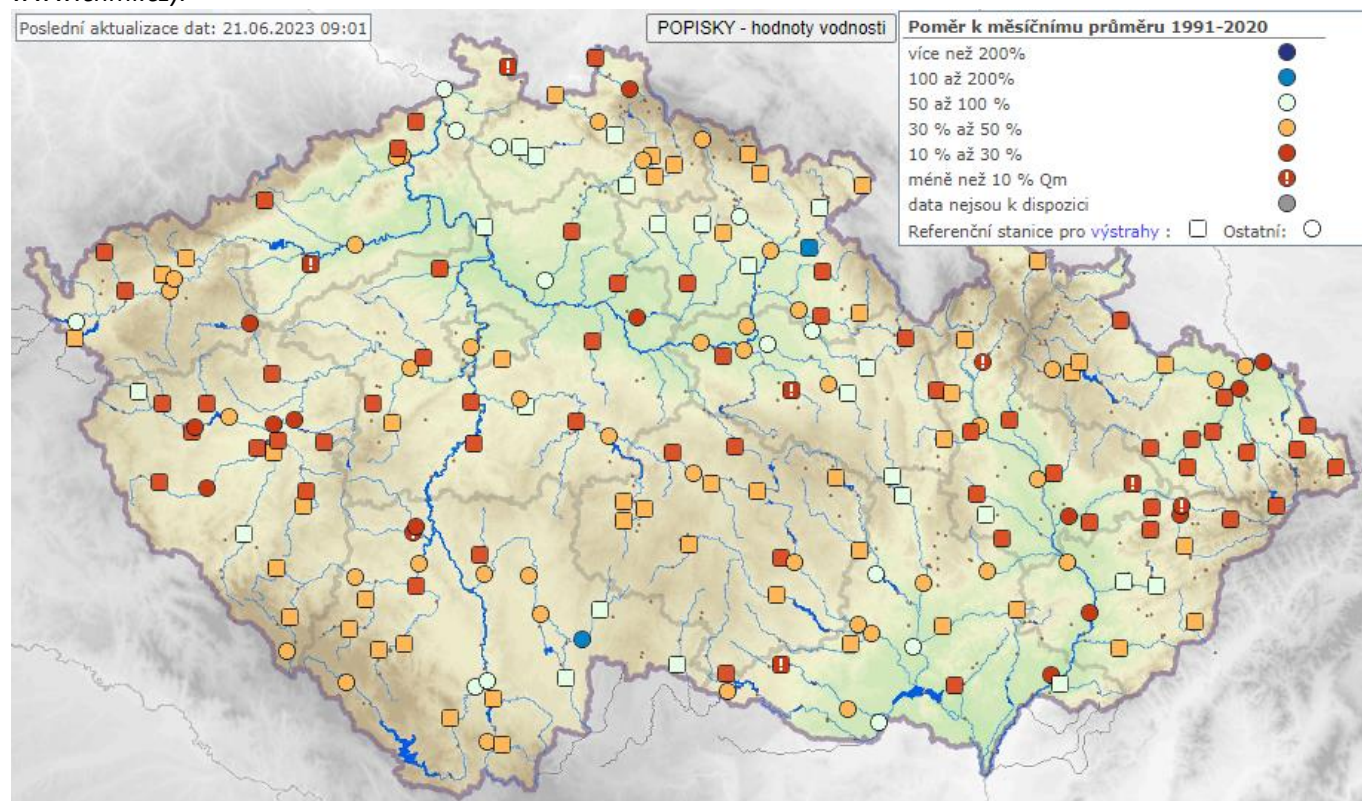 Poslední aktualizace dat: 21.06.2023 09:01
POPISKY - hodnoty vodnosti
Poměr k měsíčnímu průměru 1991-2020
více než 200%
100 až 200%
50 až 100 %
30 % až 50 %
10 % až 30 %
méně než 10 % Qm
data nejsou k dispozici
Referenční stanice pro výstrahy : Ostatní: